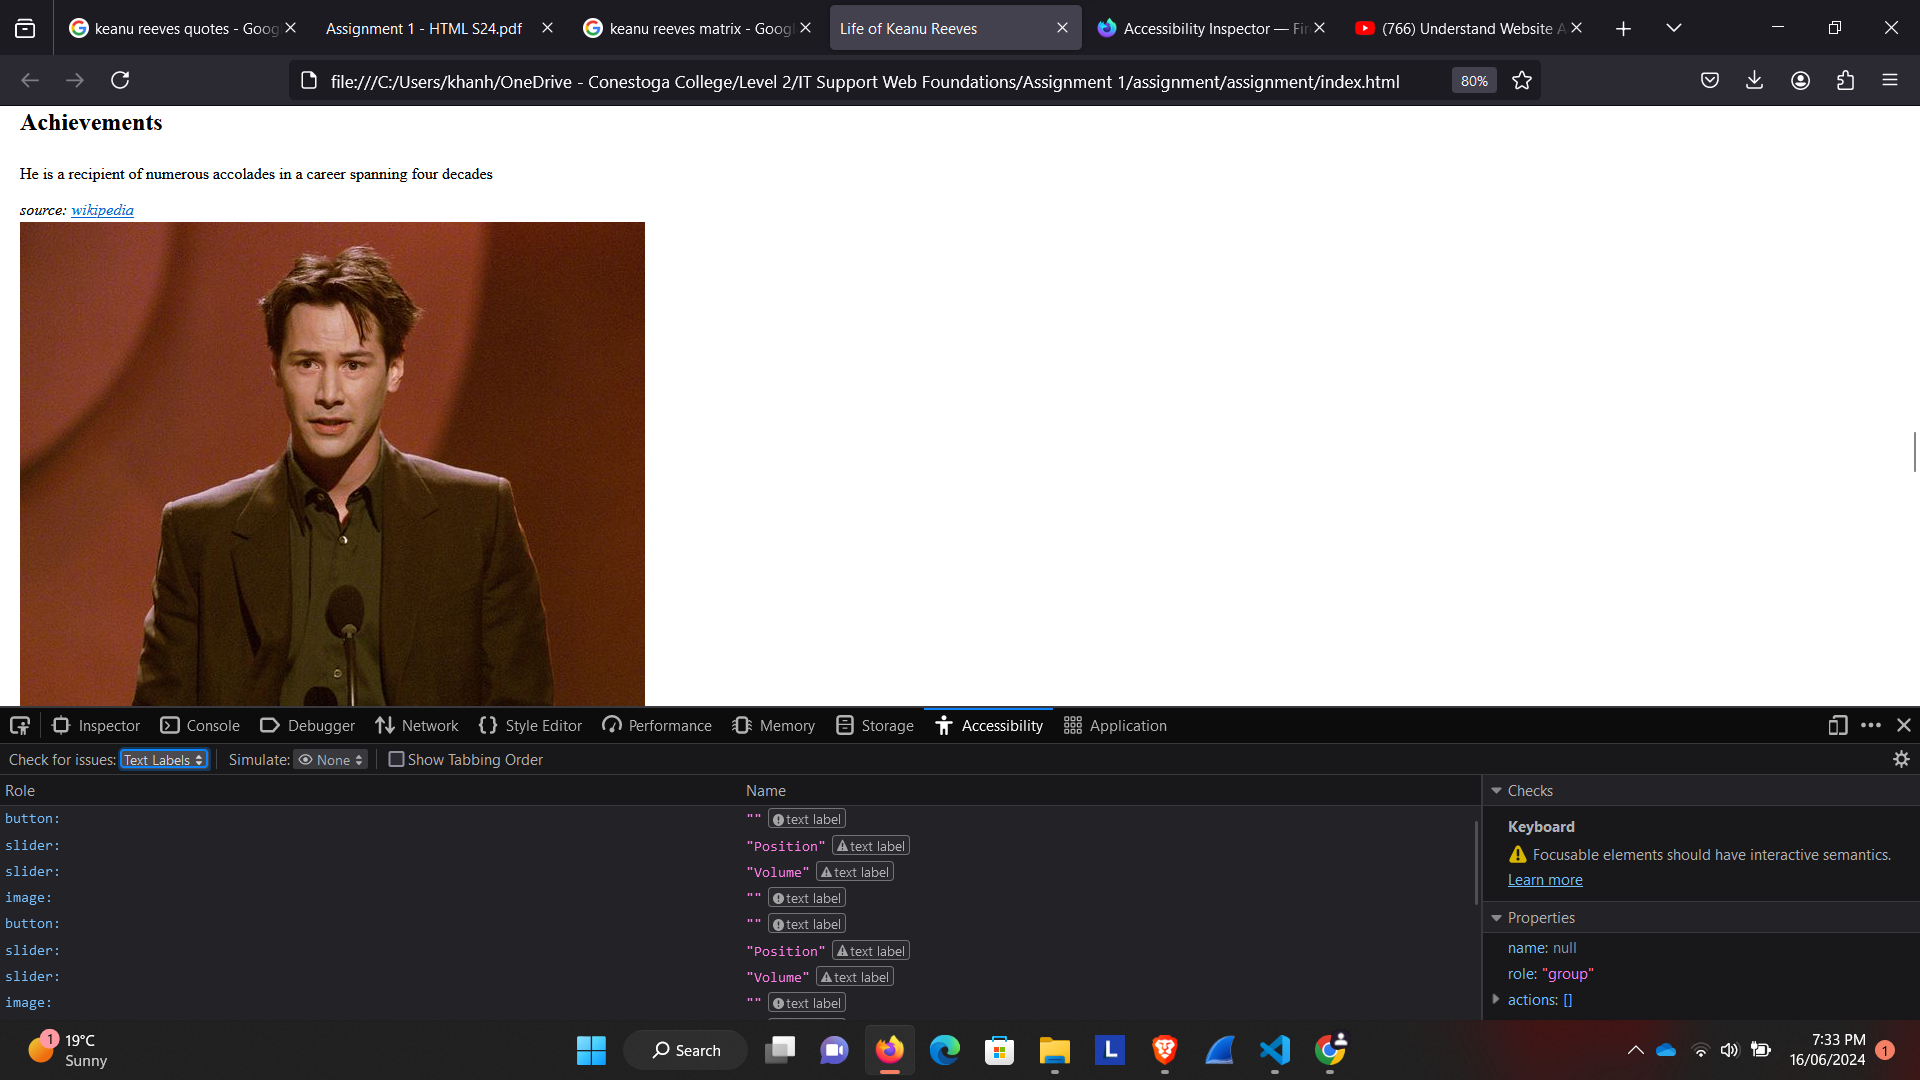 keanu reeves quotes - Goog
Assignment 1 - HTML S24.pdf
keanu reeves matrix - Googl
Life of Keanu Reeves
Accessibility Inspector — Fir
(766) Understand Website A
file:///C:/Users/khanh/OneDrive - Conestoga College/Level 2/IT Support Web Foundations/Assignment 1/assignment/assignment/index.html
80%
Achievements
He is a recipient of numerous accolades in a career spanning four decades
source: wikipedia
Inspector Console Debugger Network Style Editor Performance Memory Storage Accessibility Application
Check for issues: Text Labels Simulate: None Show Tabbing Order
Role Name
button: "" text label
slider: "Position" text label
slider: "Volume" text label
image: "" text label
button: "" text label
slider: "Position" text label
slider: "Volume" text label
image: "" text label
Checks
Keyboard
Focusable elements should have interactive semantics.
Learn more
Properties
name: null
role: "group"
actions: []
1
19°C
Sunny
Search
L
7:33 PM
16/06/2024
1